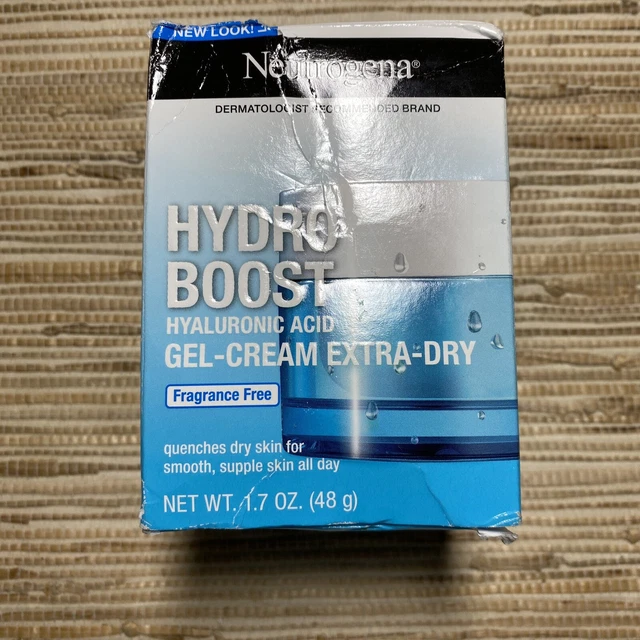 NEW LOOK!
Neutrogena®
DERMATOLOGIST RECOMMENDED BRAND
HYDRO
BOOST
HYALURONIC ACID
GEL-CREAM EXTRA-DRY
Fragrance Free
quenches dry skin for
smooth, supple skin all day
NET WT. 1.7 OZ. (48 g)